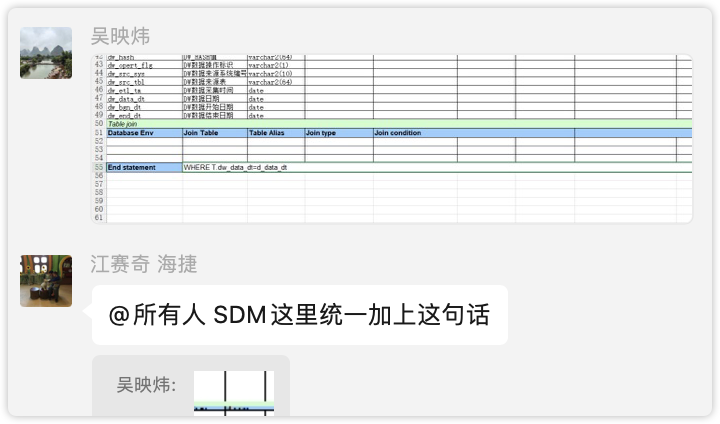 吴映炜
42 dw_hash DW_HASH值 varchar2(64)
43 dw_opert_flg DW数据操作标识 varchar2(1)
44 dw_src_sys DW数据来源系统编号 varchar2(10)
45 dw_src_tbl DW数据来源表 varchar2(64)
46 dw_etl_tm DW数据采集时间 date
47 dw_data_dt DW数据日期 date
48 dw_bgn_dt DW数据开始日期 date
49 dw_end_dt DW数据结束日期 date
50 Table join
51 Database Env Join Table Table Alias Join type Join condition
52
53
54
55 End statement WHERE T.dw_data_dt=d_data_dt
56
57
58
59
60
61
江赛奇 海捷
@所有人 SDM这里统一加上这句话
吴映炜: